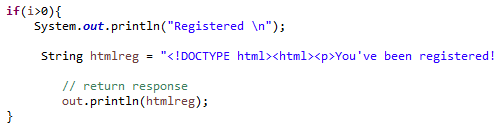 if(i>0){
System.out.println("Registered \n");
String htmlreg = "<!DOCTYPE html><html><p>You've been registered!
// return response
out.println(htmlreg);
}